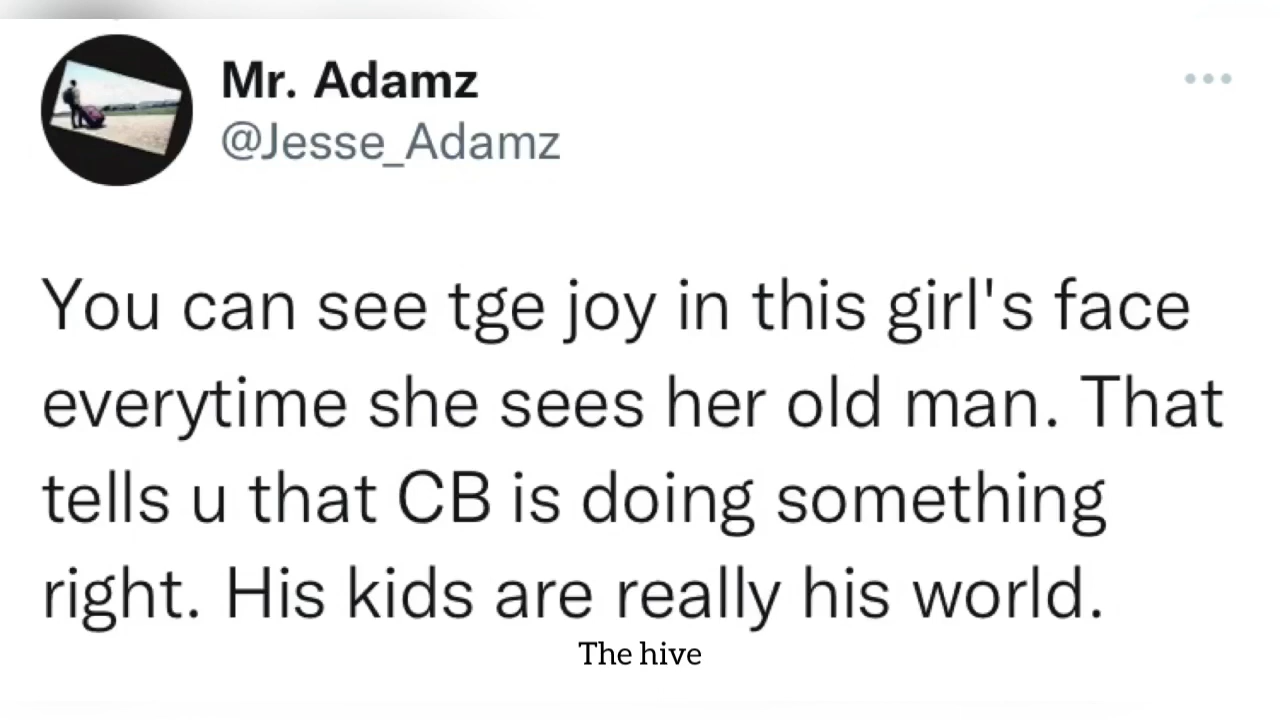 Mr. Adamz
@Jesse_Adamz
You can see tge joy in this girl's face
everytime she sees her old man. That
tells u that CB is doing something
right. His kids are really his world.
The hive